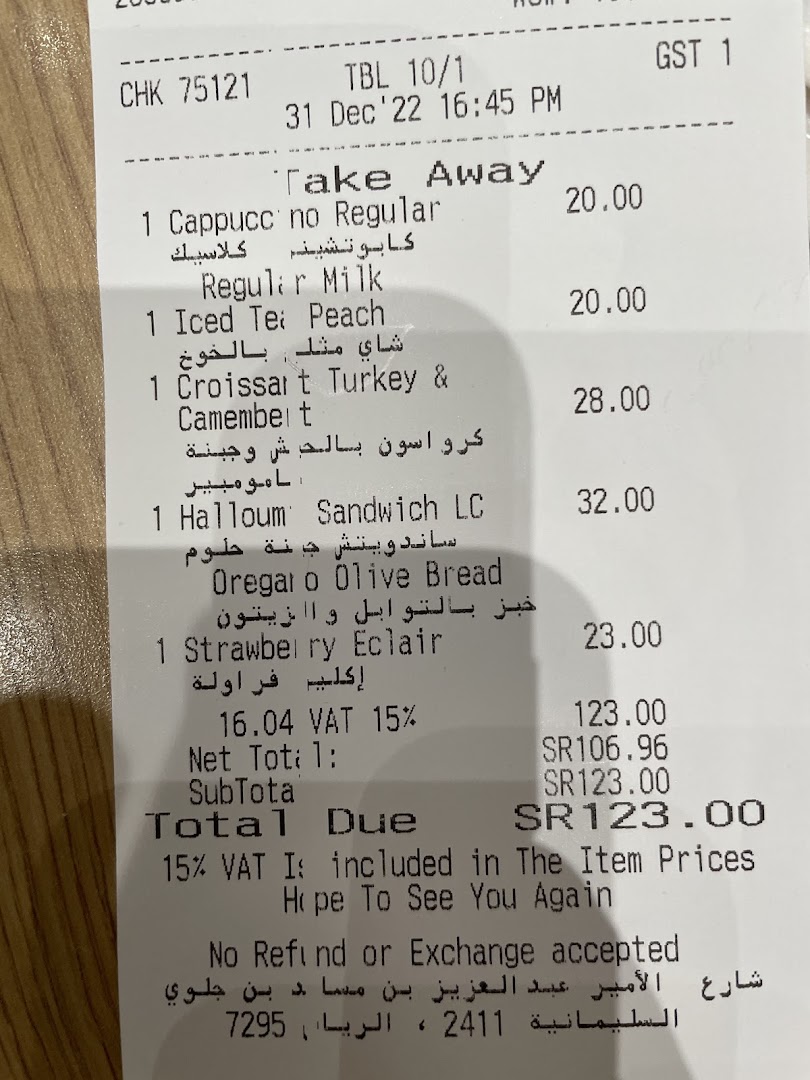 CHK 75121 TBL 10/1 GST 1
31 Dec'22 16:45 PM
Take Away
1 Cappuccino Regular 20.00
كابوتشينو كلاسيك
Regular Milk
1 Iced Tea Peach 20.00
شاي مثلج بالخوخ
1 Croissant Turkey &
Camembert 28.00
كرواسون بالحبش وجبنة
كامومبير
1 Halloumi Sandwich LC 32.00
ساندويتش جبنة حلوم
Oregano Olive Bread
خبز بالتوابل والزيتون
1 Strawberry Eclair 23.00
إكلير فراولة
16.04 VAT 15% 123.00
Net Total: SR106.96
SubTotal SR123.00
Total Due SR123.00
15% VAT Is included in The Item Prices
Hope To See You Again
No Refund or Exchange accepted
شارع الأمير عبدالعزيز بن مساعد بن جلوي
السليمانية 2411 ، الرياض 7295